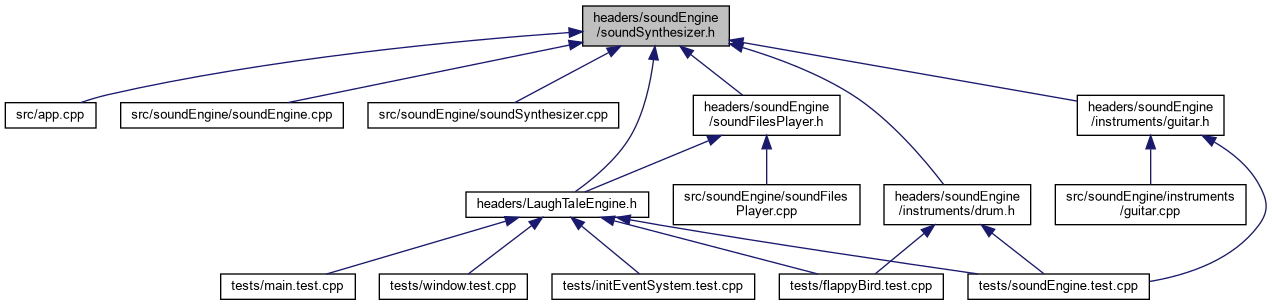 headers/soundEngine
/soundSynthesizer.h
src/app.cpp
src/soundEngine/soundEngine.cpp
src/soundEngine/soundSynthesizer.cpp
headers/soundEngine
/soundFilesPlayer.h
headers/soundEngine
/instruments/guitar.h
headers/LaughTaleEngine.h
src/soundEngine/soundFiles
Player.cpp
headers/soundEngine
/instruments/drum.h
src/soundEngine/instruments
/guitar.cpp
tests/main.test.cpp
tests/window.test.cpp
tests/initEventSystem.test.cpp
tests/flappyBird.test.cpp
tests/soundEngine.test.cpp